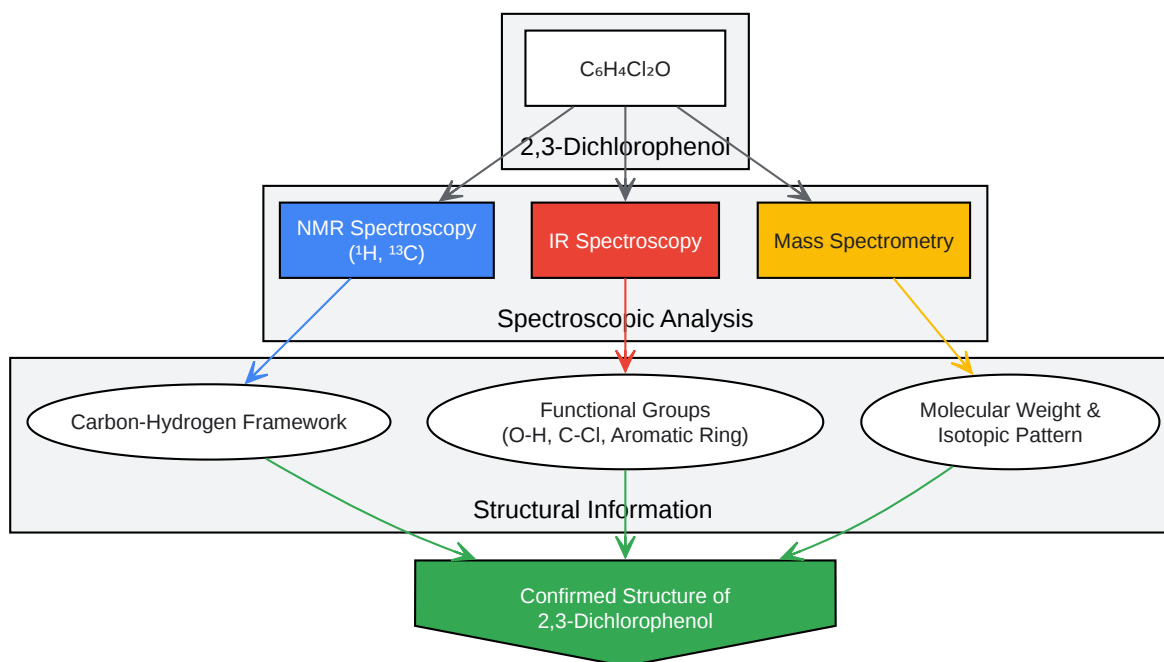 C₆H₄Cl₂O
2,3-Dichlorophenol
NMR Spectroscopy
(¹H, ¹³C)
IR Spectroscopy
Mass Spectrometry
Spectroscopic Analysis
Carbon-Hydrogen Framework
Functional Groups
(O-H, C-Cl, Aromatic Ring)
Molecular Weight &
Isotopic Pattern
Structural Information
Confirmed Structure of
2,3-Dichlorophenol